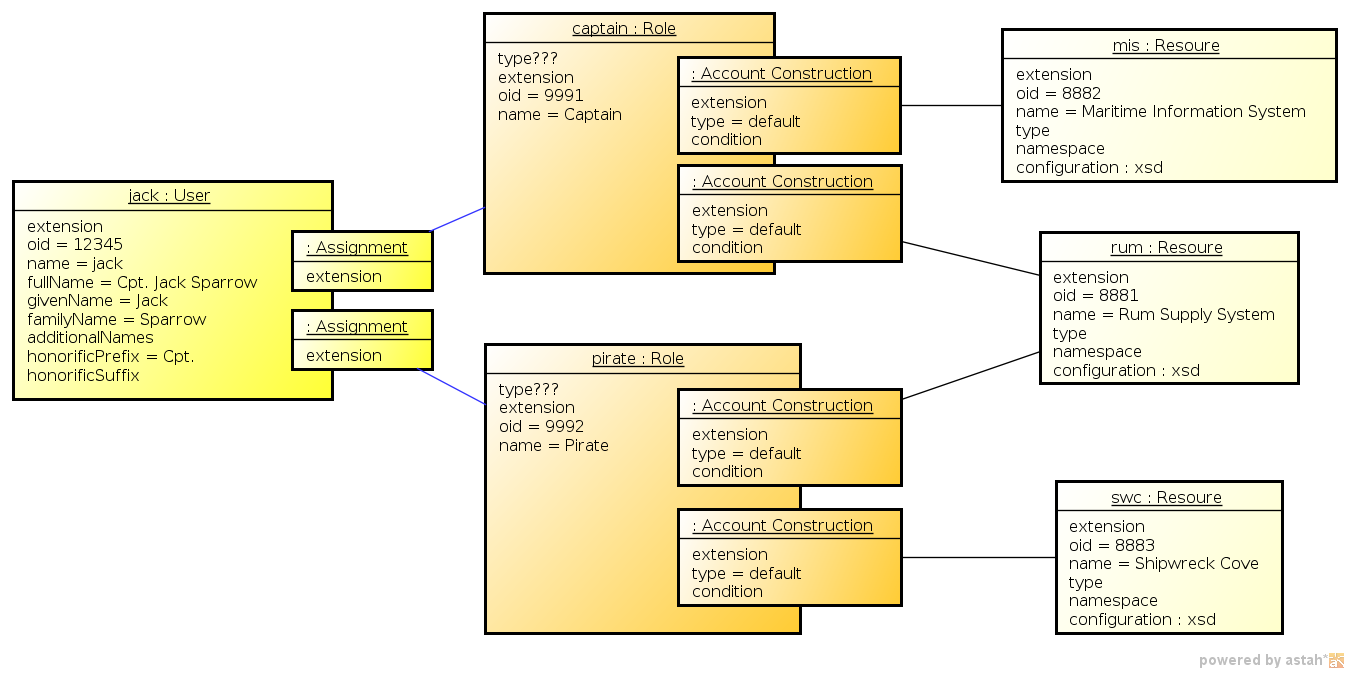 captain : Role
type???
extension
oid = 9991
name = Captain
: Account Construction
extension
type = default
condition
: Account Construction
extension
type = default
condition
mis : Resoure
extension
oid = 8882
name = Maritime Information System
type
namespace
configuration : xsd
jack : User
extension
oid = 12345
name = jack
fullName = Cpt. Jack Sparrow
givenName = Jack
familyName = Sparrow
additionalNames
honorificPrefix = Cpt.
honorificSuffix
: Assignment
extension
: Assignment
extension
rum : Resoure
extension
oid = 8881
name = Rum Supply System
type
namespace
configuration : xsd
pirate : Role
type???
extension
oid = 9992
name = Pirate
: Account Construction
extension
type = default
condition
: Account Construction
extension
type = default
condition
swc : Resoure
extension
oid = 8883
name = Shipwreck Cove
type
namespace
configuration : xsd
powered by astah*